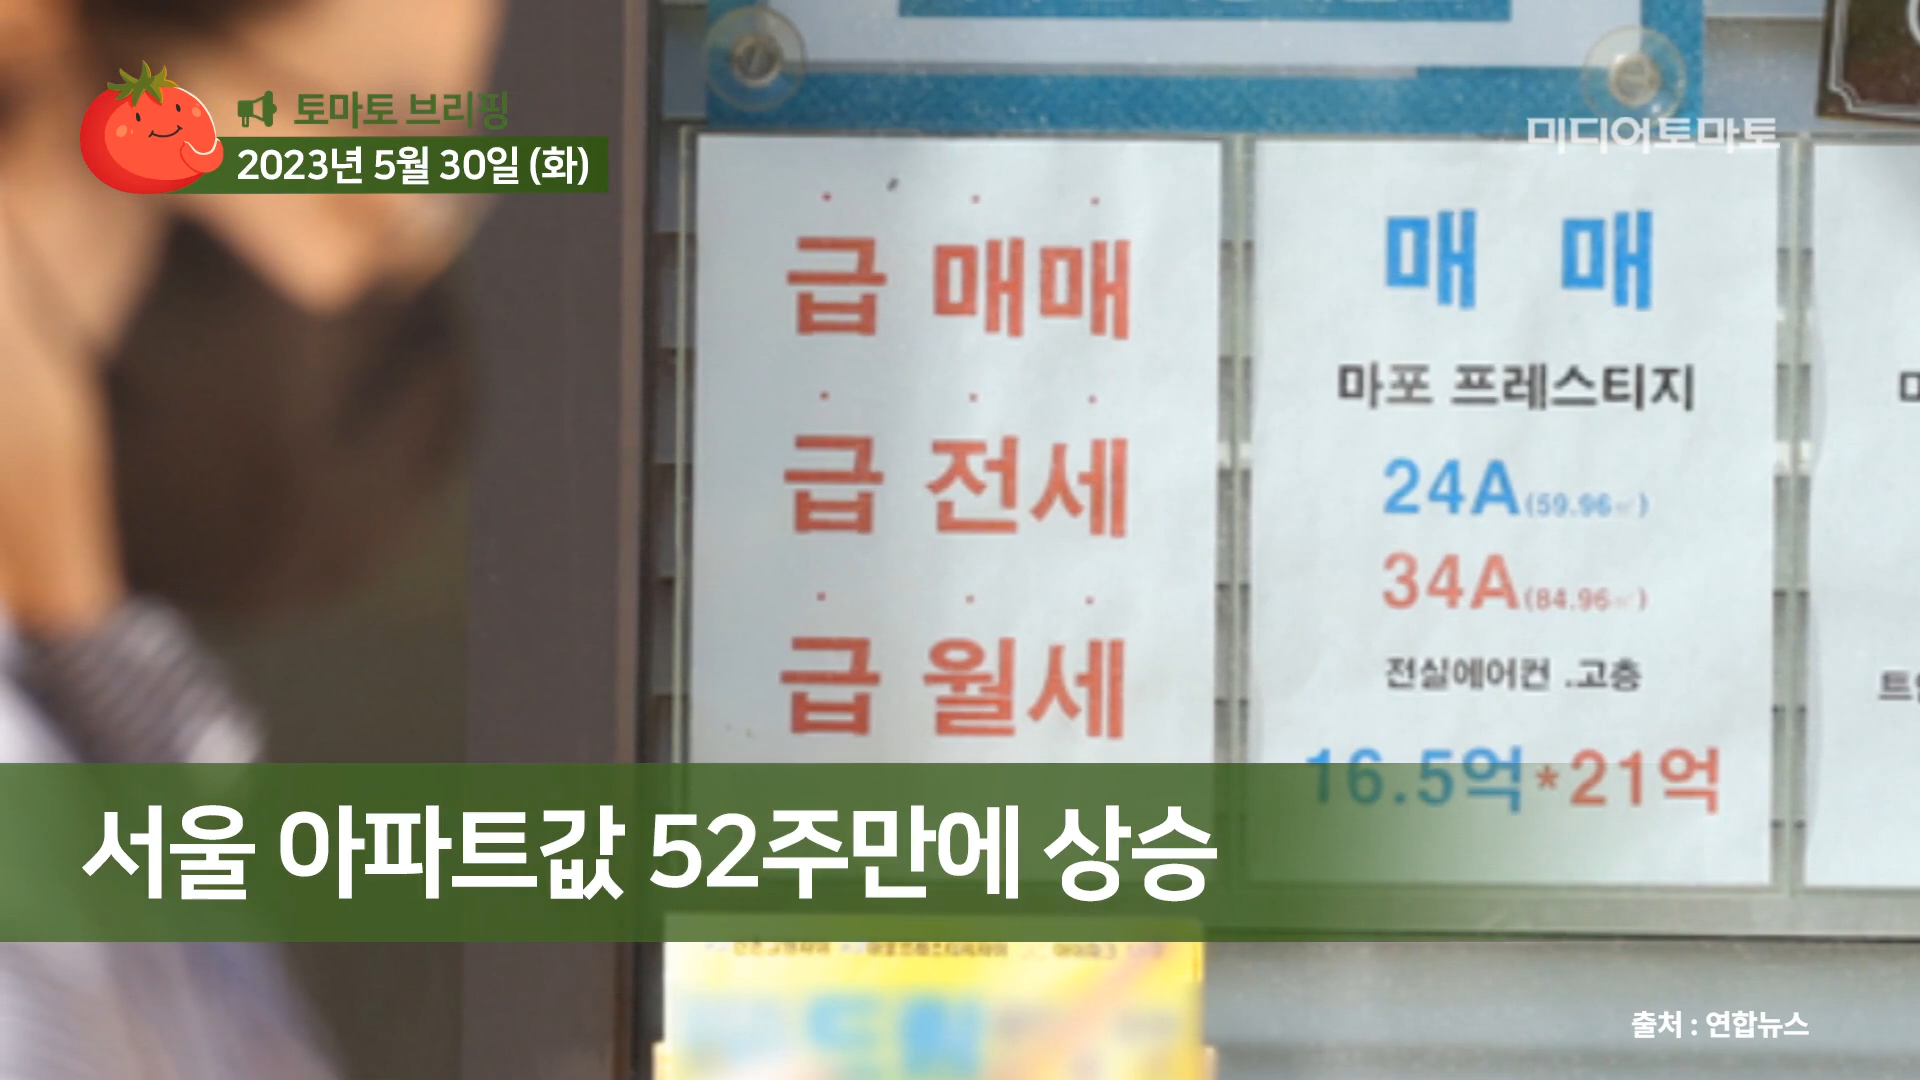 토마토 브리핑
2023년 5월 30일 (화)
미디어토마토
급 매매
급 전세
급 월세
매 매
마포 프레스티지
24A(59.96㎡)
34A(84.96㎡)
전실에어컨 .고층
16.5억*21억
서울 아파트값 52주만에 상승
출처 : 연합뉴스